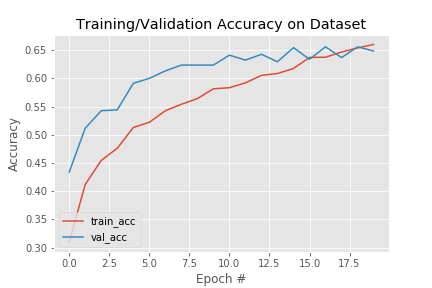 Training/Validation Accuracy on Dataset
0.65
0.60
0.55
0.50
0.45
0.40
0.35
0.30
Accuracy
train_acc
val_acc
0.0 2.5 5.0 7.5 10.0 12.5 15.0 17.5
Epoch #